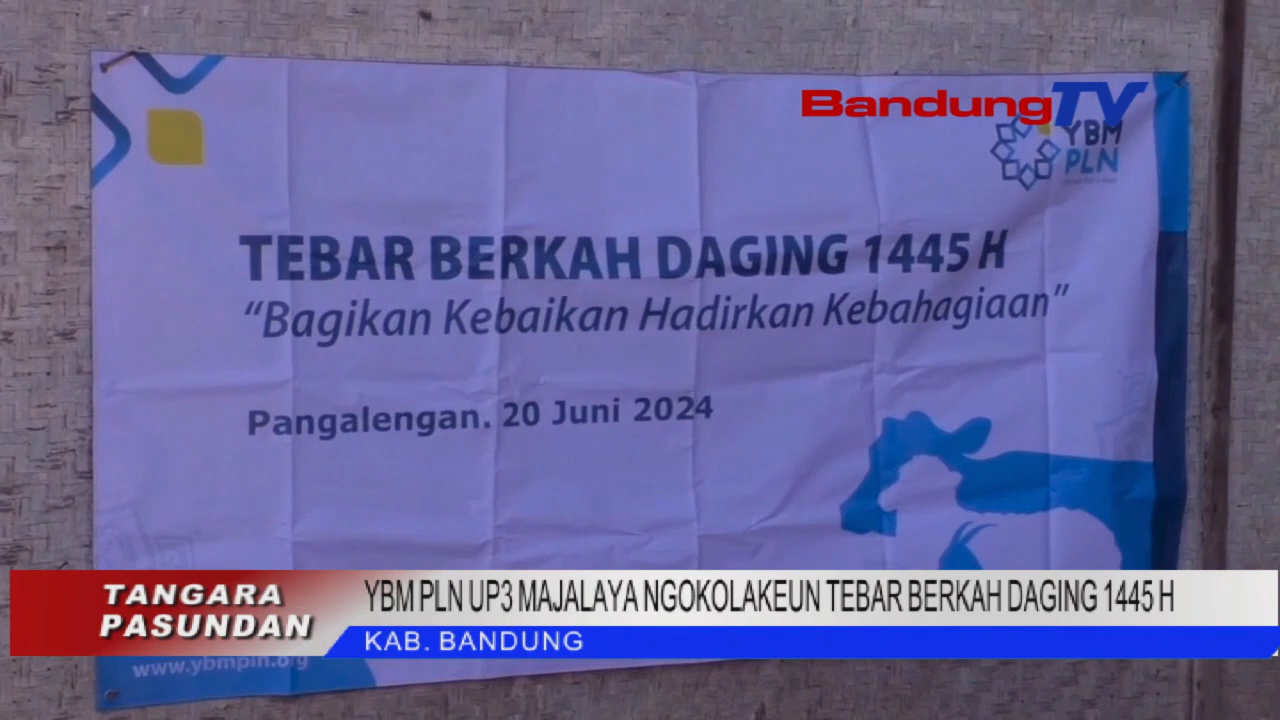 BandungTV
YBM
PLN
TEBAR BERKAH DAGING 1445 H
"Bagikan Kebaikan Hadirkan Kebahagiaan"
Pangalengan. 20 Juni 2024
TANGARA
PASUNDAN
YBM PLN UP3 MAJALAYA NGOKOLAKEUN TEBAR BERKAH DAGING 1445 H
KAB. BANDUNG
www.ybmpln.org